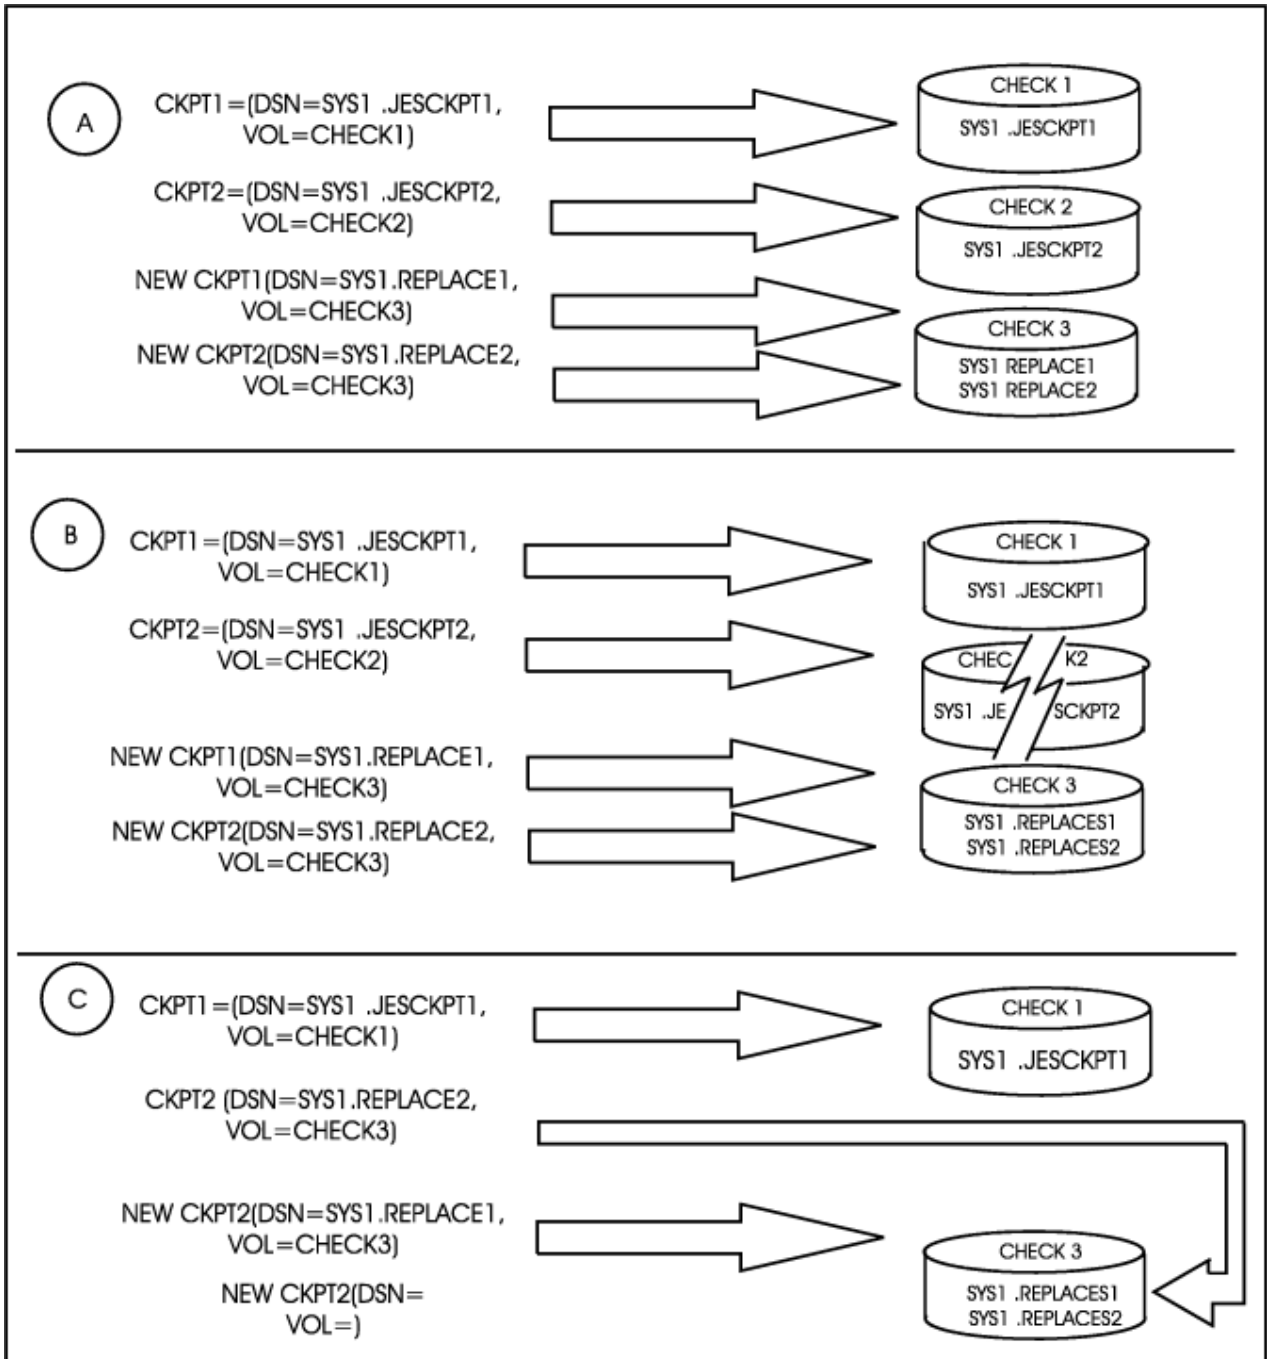 A
CKPT1=(DSN=SYS1 .JESCKPT1,
VOL=CHECK1)
CHECK 1
SYS1 .JESCKPT1
CKPT2=(DSN=SYS1 .JESCKPT2,
VOL=CHECK2)
CHECK 2
SYS1 .JESCKPT2
NEW CKPT1(DSN=SYS1.REPLACE1,
VOL=CHECK3)
NEW CKPT2(DSN=SYS1.REPLACE2,
VOL=CHECK3)
CHECK 3
SYS1 REPLACE1
SYS1 REPLACE2
B
CKPT1=(DSN=SYS1 .JESCKPT1,
VOL=CHECK1)
CHECK 1
SYS1 .JESCKPT1
CKPT2=(DSN=SYS1 .JESCKPT2,
VOL=CHECK2)
CHEC K2
SYS1 .JE SCKPT2
NEW CKPT1(DSN=SYS1.REPLACE1,
VOL=CHECK3)
NEW CKPT2(DSN=SYS1.REPLACE2,
VOL=CHECK3)
CHECK 3
SYS1 .REPLACES1
SYS1 .REPLACES2
C
CKPT1=(DSN=SYS1 .JESCKPT1,
VOL=CHECK1)
CHECK 1
SYS1 .JESCKPT1
CKPT2 (DSN=SYS1.REPLACE2,
VOL=CHECK3)
NEW CKPT2(DSN=SYS1.REPLACE1,
VOL=CHECK3)
NEW CKPT2(DSN=
VOL=)
CHECK 3
SYS1 .REPLACES1
SYS1 .REPLACES2